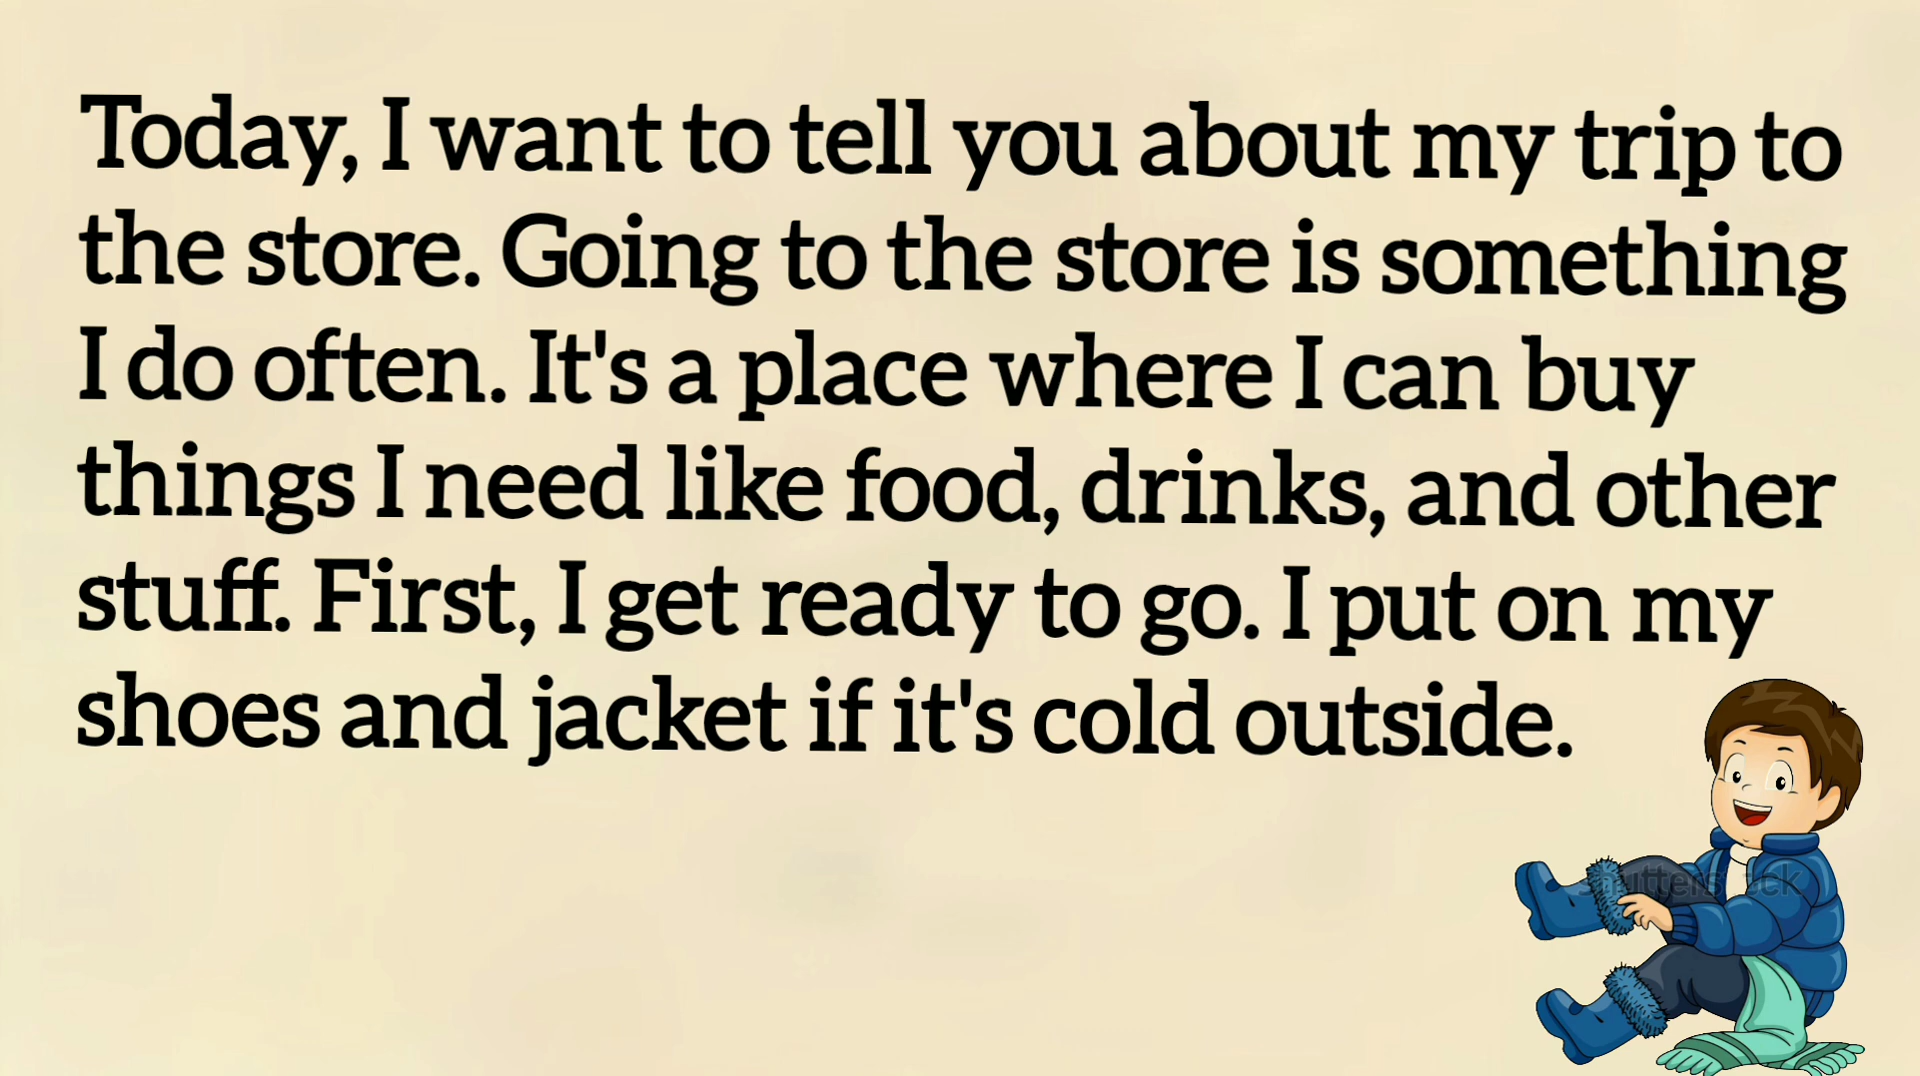 Today, I want to tell you about my trip to
the store. Going to the store is something
I do often. It's a place where I can buy
things I need like food, drinks, and other
stuff. First, I get ready to go. I put on my
shoes and jacket if it's cold outside.